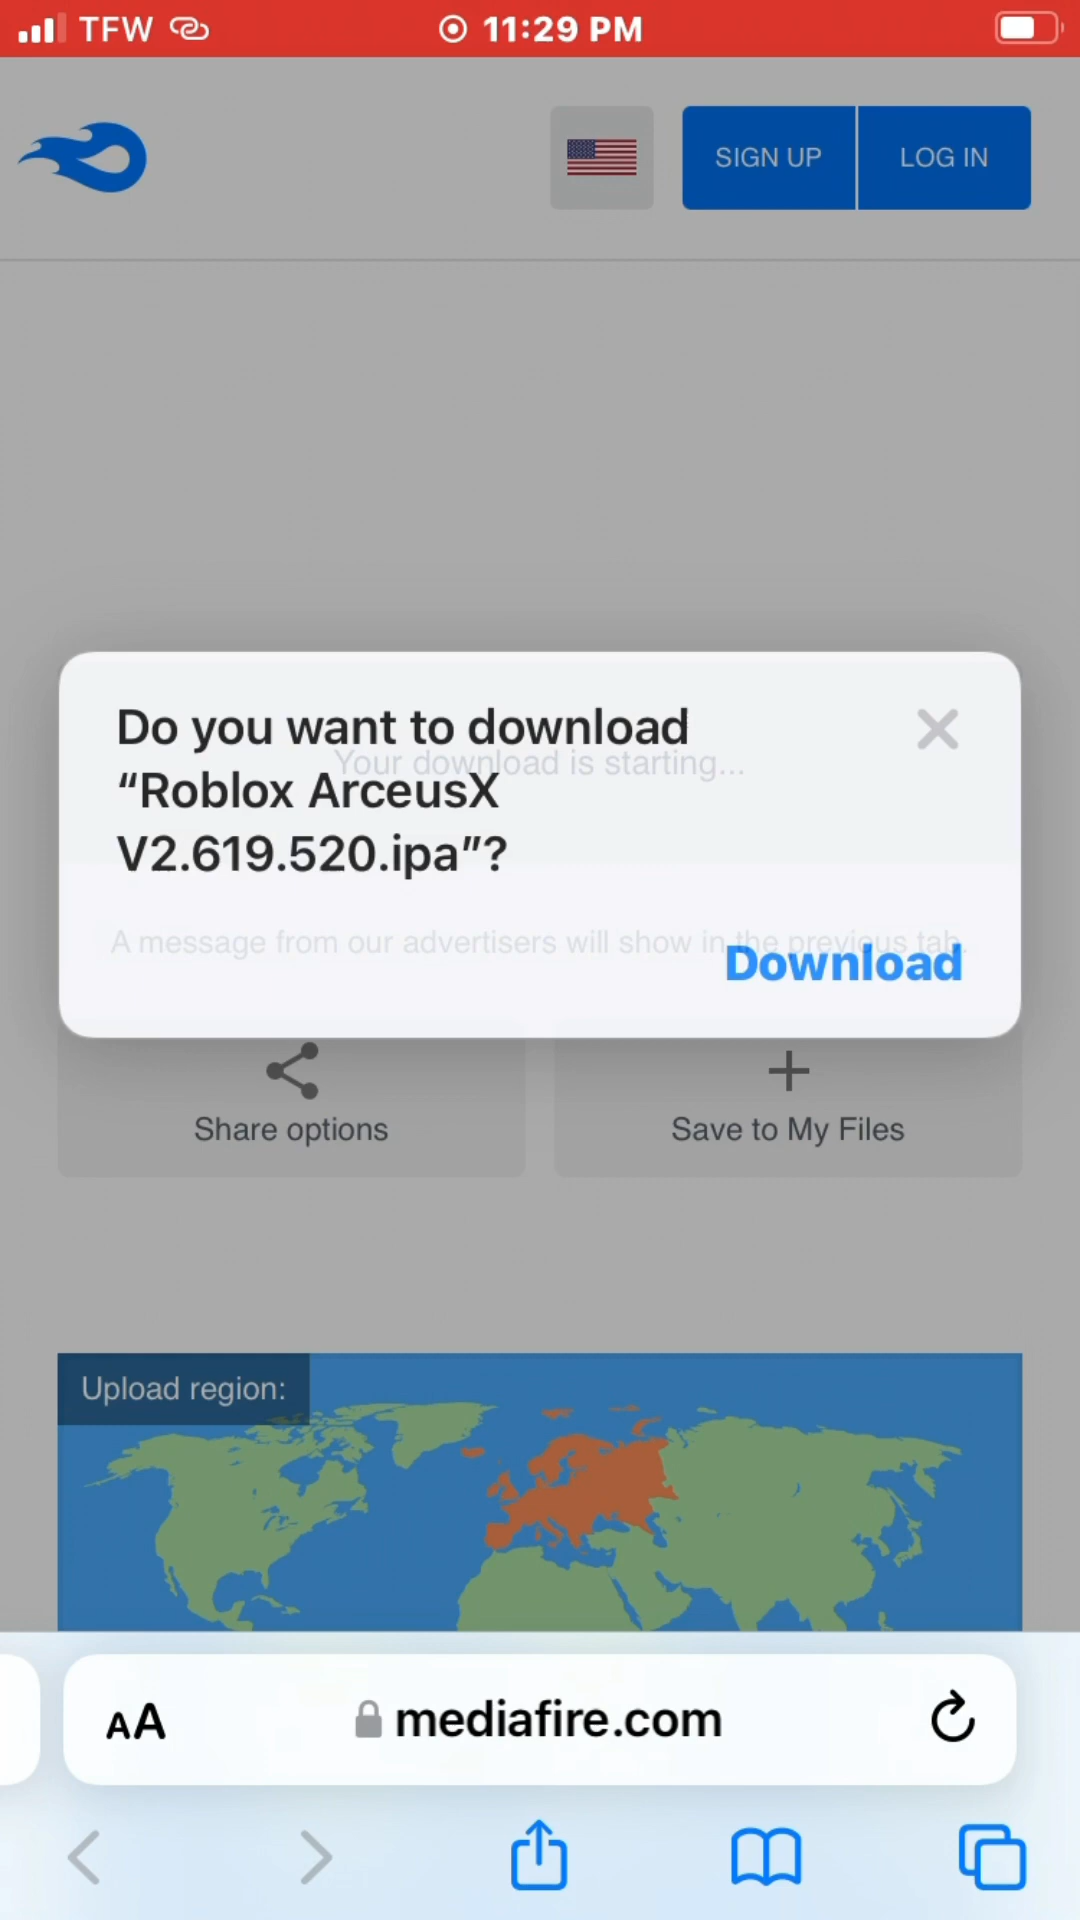 TFW 11:29 PM
SIGN UP LOG IN
Do you want to download
Your download is starting...
“Roblox ArceusX
V2.619.520.ipa”?
A message from our advertisers will show in the previous tab.
Download
Share options Save to My Files
Upload region:
AA mediafire.com